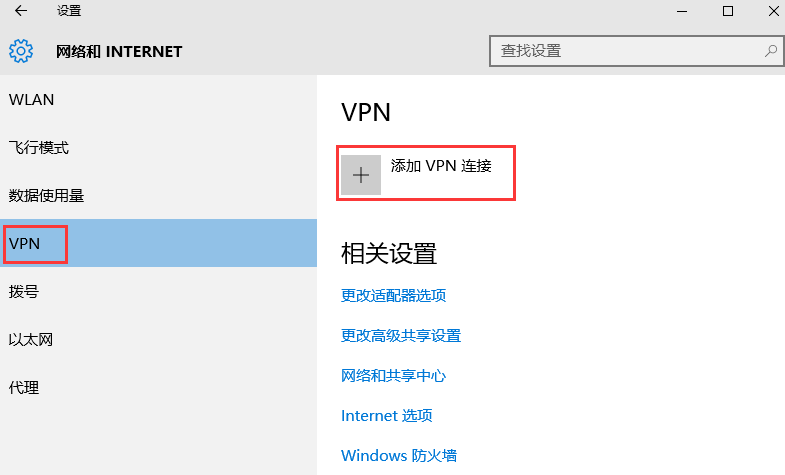 设置
网络和 INTERNET
查找设置
WLAN
飞行模式
数据使用量
VPN
拨号
以太网
代理
VPN
添加 VPN 连接
相关设置
更改适配器选项
更改高级共享设置
网络和共享中心
Internet 选项
Windows 防火墙